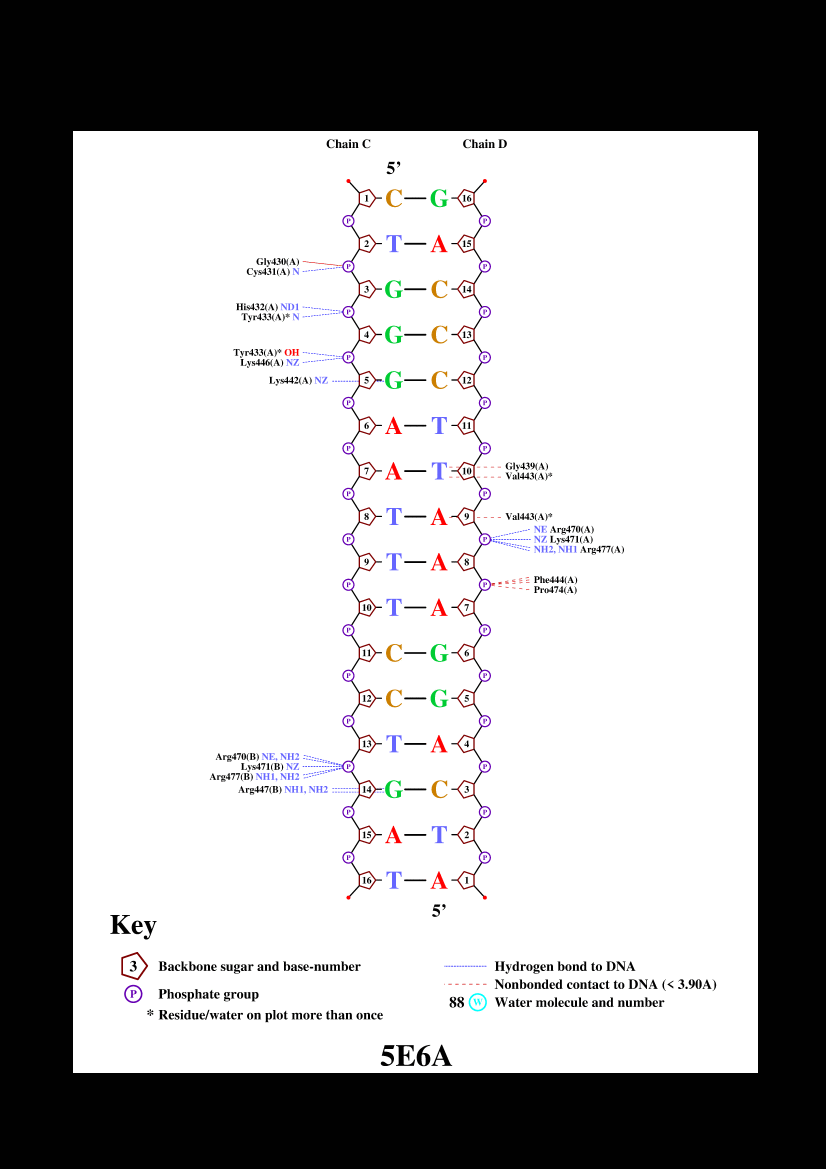 Chain C Chain D
5’
1 C G 16
P P
2 T A 15
Gly430(A)
P P
Cys431(A) N
3 G C 14
His432(A) ND1
P P
Tyr433(A)* N
4 G C 13
Tyr433(A)* OH
P P
Lys446(A) NZ
Lys442(A) NZ 5 G C 12
P P
6 A T 11
P P
7 A T 10 Gly439(A)
Val443(A)*
P P
8 T A 9 Val443(A)*
NE Arg470(A)
P P NZ Lys471(A)
NH2, NH1 Arg477(A)
9 T A 8
Phe444(A)
P P
Pro474(A)
10 T A 7
P P
11 C G 6
P P
12 C G 5
P P
13 T A 4
Arg470(B) NE, NH2
Lys471(B) NZ P P
Arg477(B) NH1, NH2
Arg447(B) NH1, NH2 14 G C 3
P P
15 A T 2
P P
16 T A 1
5’
Key
3 Backbone sugar and base-number
P Phosphate group
* Residue/water on plot more than once
Hydrogen bond to DNA
Nonbonded contact to DNA (< 3.90A)
88 W Water molecule and number
5E6A